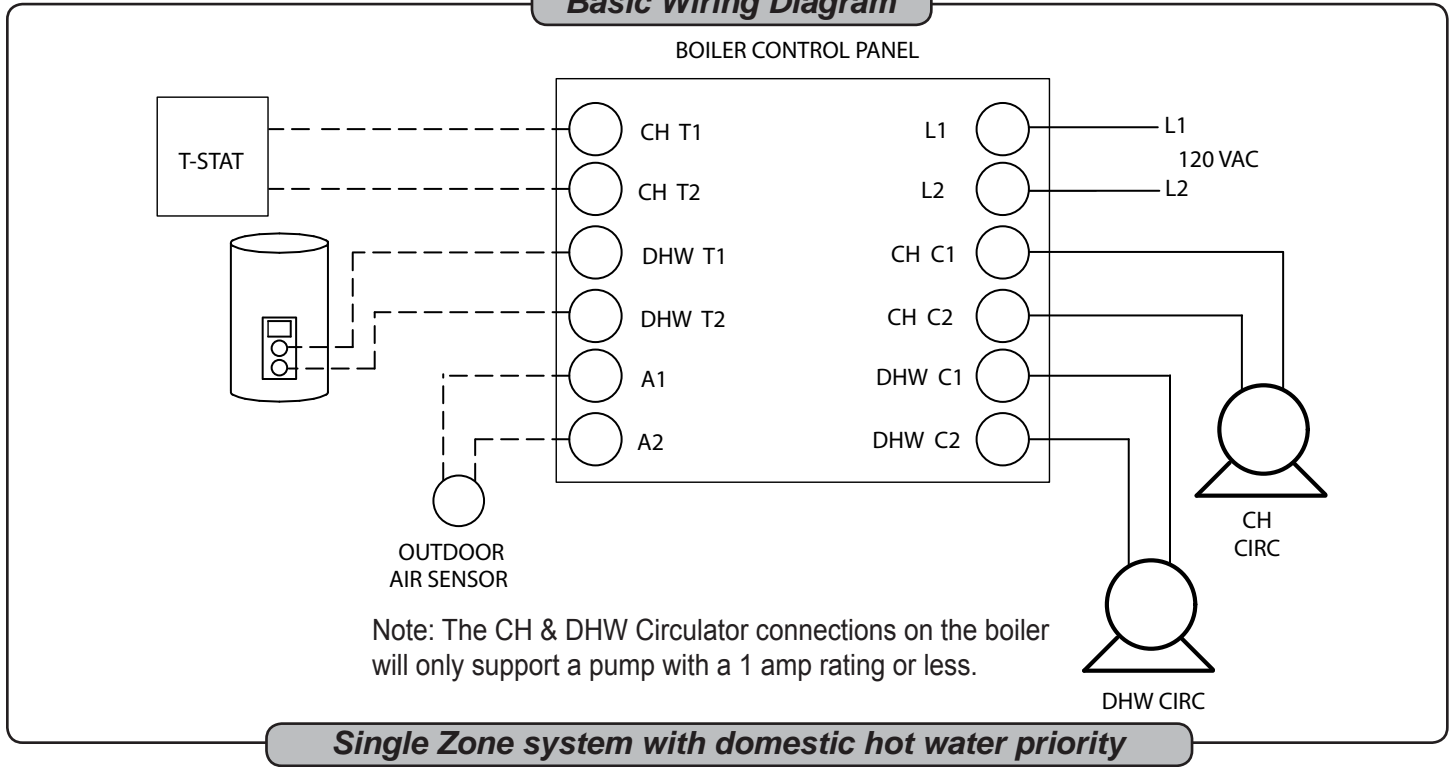 Basic Wiring Diagram
BOILER CONTROL PANEL
T-STAT
CH T1
CH T2
DHW T1
DHW T2
A1
A2
L1
L2
CH C1
CH C2
DHW C1
DHW C2
L1
120 VAC
L2
CH
CIRC
DHW CIRC
OUTDOOR
AIR SENSOR
Note: The CH & DHW Circulator connections on the boiler
will only support a pump with a 1 amp rating or less.
Single Zone system with domestic hot water priority